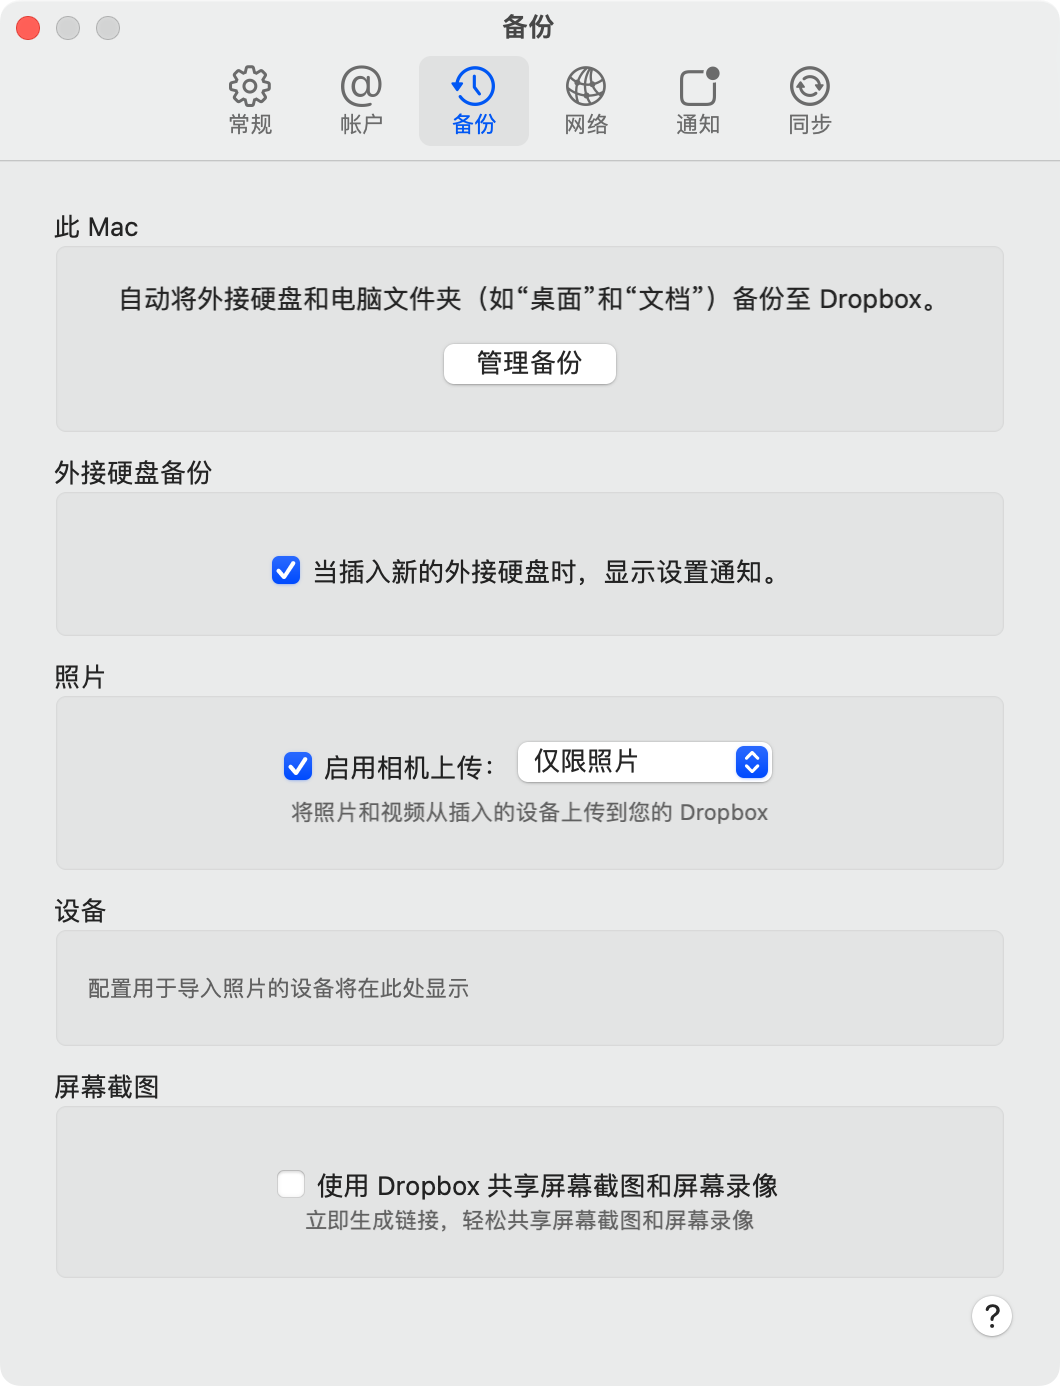 备份
常规
帐户
备份
网络
通知
同步
此 Mac
自动将外接硬盘和电脑文件夹（如“桌面”和“文档”）备份至 Dropbox。
管理备份
外接硬盘备份
当插入新的外接硬盘时，显示设置通知。
照片
启用相机上传： 仅限照片
将照片和视频从插入的设备上传到您的 Dropbox
设备
配置用于导入照片的设备将在此处显示
屏幕截图
使用 Dropbox 共享屏幕截图和屏幕录像
立即生成链接，轻松共享屏幕截图和屏幕录像
?